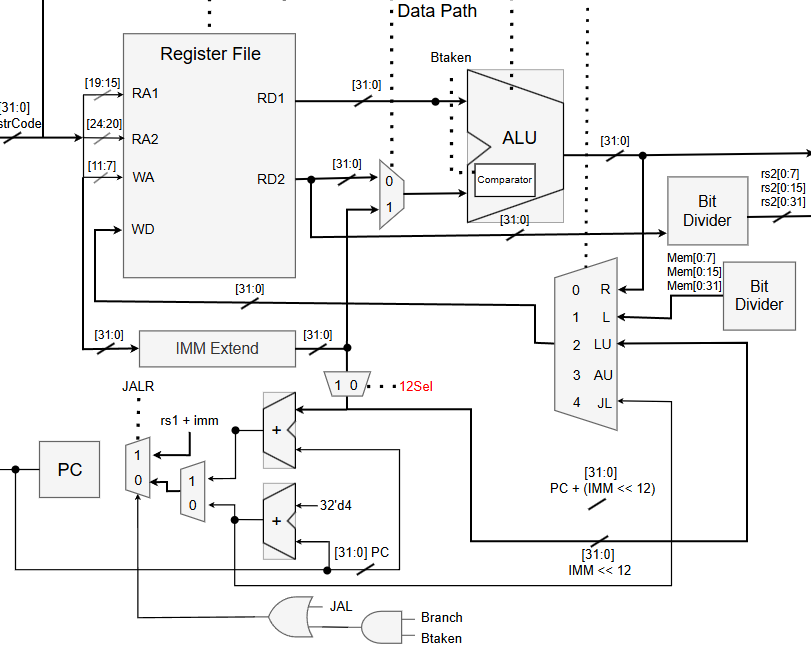 Data Path
Register File
Btaken
[31:0]
strCode
[19:15]
RA1
[24:20]
RA2
[11:7]
WA
WD
RD1
RD2
[31:0]
[31:0]
0
1
ALU
Comparator
[31:0]
[31:0]
rs2[0:7]
rs2[0:15]
rs2[0:31]
Bit
Divider
Mem[0:7]
Mem[0:15]
Mem[0:31]
Bit
Divider
0 R
1 L
2 LU
3 AU
4 JL
[31:0]
[31:0]
IMM Extend
[31:0]
1 0
12Sel
JALR
rs1 + imm
1
0
1
0
+
+
32'd4
PC
[31:0] PC
[31:0]
PC + (IMM << 12)
[31:0]
IMM << 12
JAL
Branch
Btaken